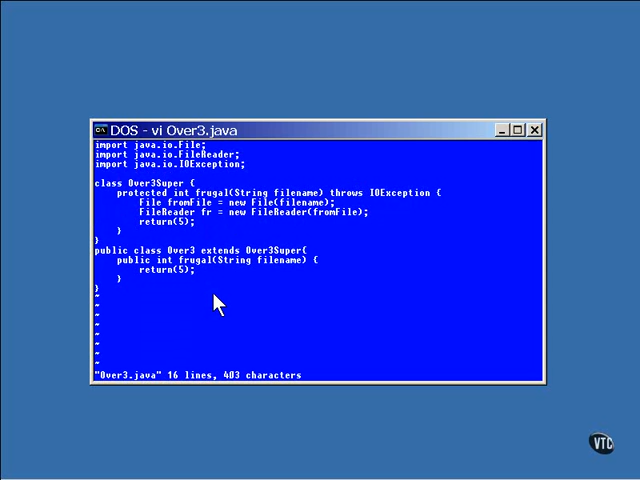 DOS - vi Over3.java
import java.io.File;
import java.io.FileReader;
import java.io.IOException;
class Over3Super {
protected int frugal(String filename) throws IOException {
File fromFile = new File(filename);
FileReader fr = new FileReader(fromFile);
return(5);
}
}
public class Over3 extends Over3Super{
public int frugal(String filename) {
return(5);
}
}
~
~
~
~
~
~
~
~
"Over3.java" 16 lines, 403 characters
VTC